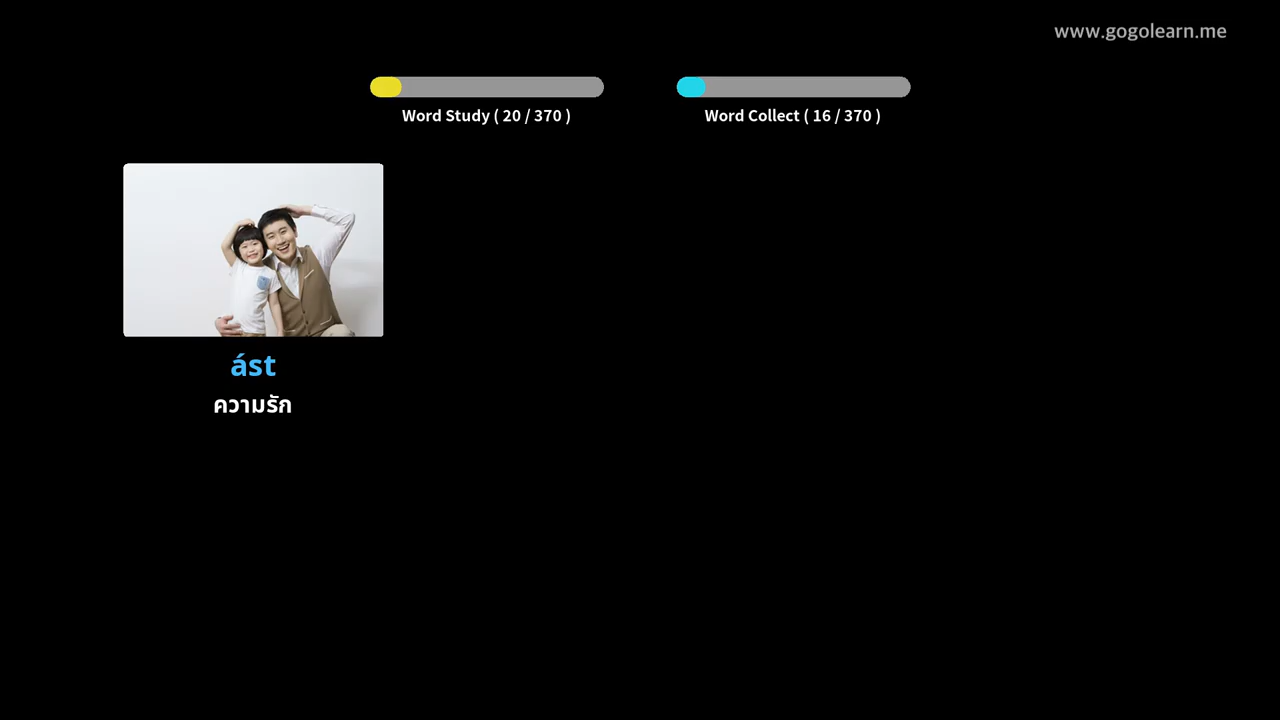 www.gogolearn.me
Word Study ( 20 / 370 )
Word Collect ( 16 / 370 )
ást
ความรัก